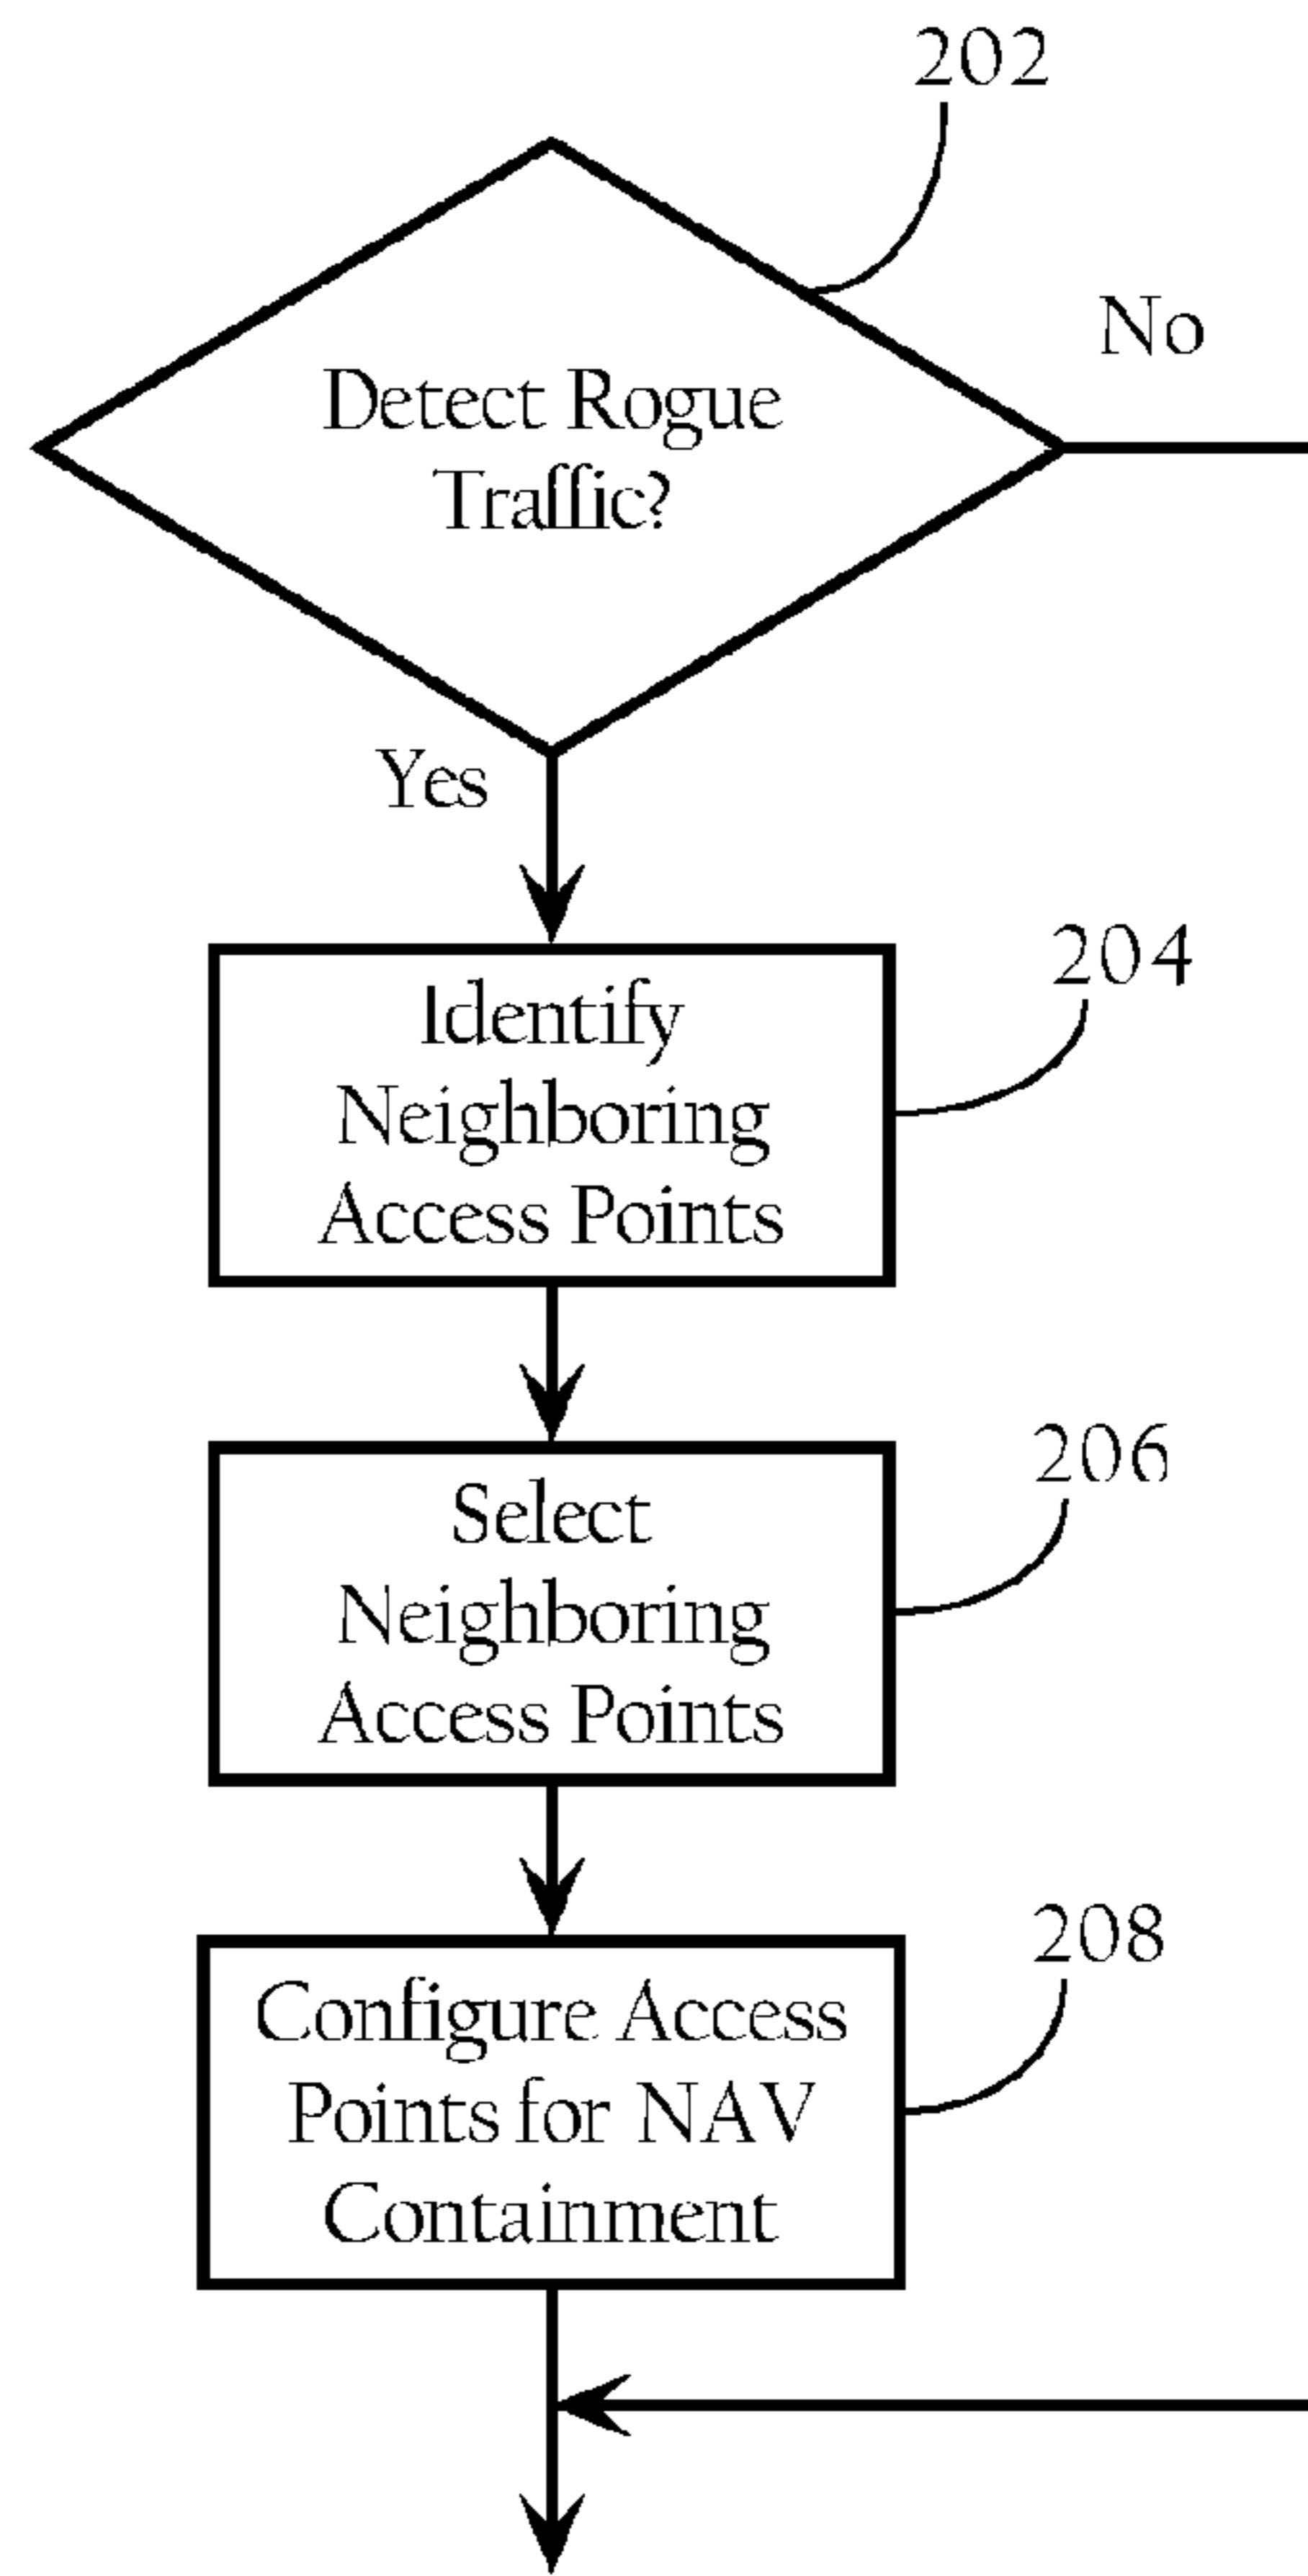 202
No
Detect Rogue
Traffic?
Yes
204
Identify
Neighboring
Access Points
206
Select
Neighboring
Access Points
208
Configure Access
Points for NAV
Containment